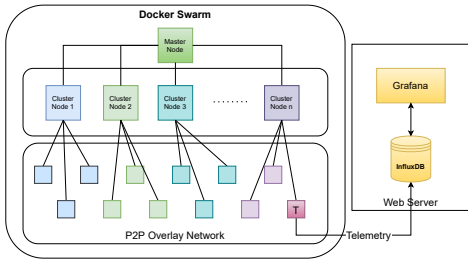 Docker Swarm
Master
Node
Cluster
Node 1
Cluster
Node 2
Cluster
Node 3
........
Cluster
Node n
T
P2P Overlay Network
Telemetry
Grafana
InfluxDB
Web Server